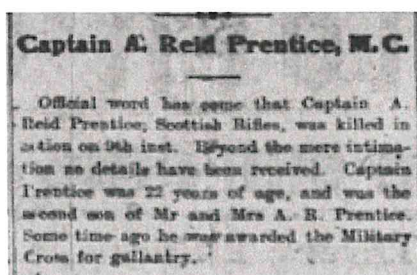 Captain A. Reid Prentice, M.C.
Official word has come that Captain A.
Reid Prentice, Scottish Rifles, was killed in
action on 9th inst. Beyond the mere intima-
tion no details have been received. Captain
Prentice was 22 years of age, and was the
second son of Mr and Mrs A. R. Prentice.
Some time ago he was awarded the Military
Cross for gallantry.